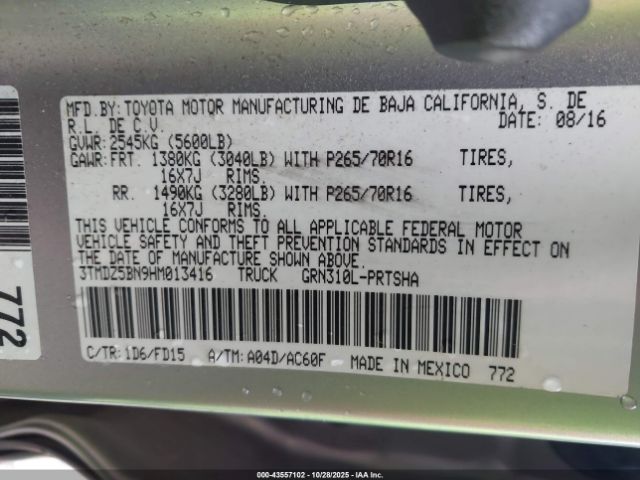 MFD.BY:TOYOTA MOTOR MANUFACTURING DE BAJA CALIFORNIA, S. DE
R.L. DE C.V. DATE: 08/16
GVWR:2545KG (5600LB)
GAWR:FRT. 1380KG (3040LB) WITH P265/70R16 TIRES,
16X7J RIMS.
RR. 1490KG (3280LB) WITH P265/70R16 TIRES,
16X7J RIMS.
THIS VEHICLE CONFORMS TO ALL APPLICABLE FEDERAL MOTOR
VEHICLE SAFETY AND THEFT PREVENTION STANDARDS IN EFFECT ON
THE DATE OF MANUFACTURE SHOWN ABOVE.
3TMDZ5BN9HM013416 TRUCK GRN310L-PRTSHA
C/TR:1D6/FD15 A/TM:A04D/AC60F MADE IN MEXICO 772
772
000-43557102 | 10/28/2025 | IAAI.COM